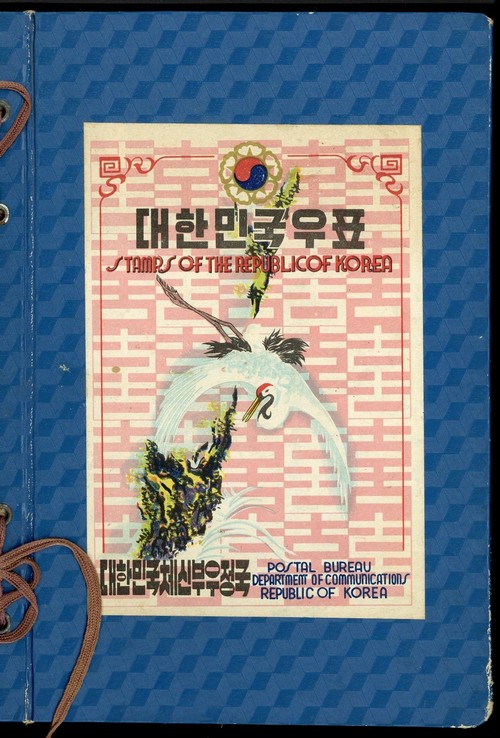 대한민국우표
STAMPS OF THE REPUBLIC OF KOREA
대한민국체신부우정국
POSTAL BUREAU
DEPARTMENT OF COMMUNICATIONS
REPUBLIC OF KOREA